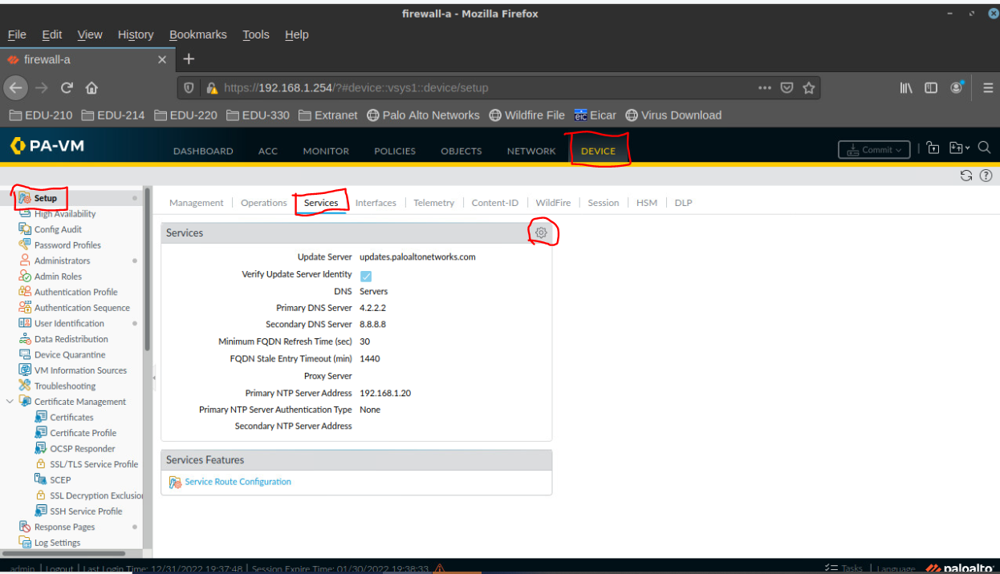 firewall-a - Mozilla Firefox
File Edit View History Bookmarks Tools Help
firewall-a
https://192.168.1.254/?#device::vsys1::device/setup
EDU-210 EDU-214 EDU-220 EDU-330 Extranet Palo Alto Networks Wildfire File eic Eicar Virus Download
PA-VM DASHBOARD ACC MONITOR POLICIES OBJECTS NETWORK DEVICE Commit
Setup
High Availability
Config Audit
Password Profiles
Administrators
Admin Roles
Authentication Profile
Authentication Sequence
User Identification
Data Redistribution
Device Quarantine
VM Information Sources
Troubleshooting
Certificate Management
Certificates
Certificate Profile
OCSP Responder
SSL/TLS Service Profile
SCEP
SSL Decryption Exclusion
SSH Service Profile
Response Pages
Log Settings
Management Operations Services Interfaces Telemetry Content-ID WildFire Session HSM DLP
Services
Update Server updates.paloaltonetworks.com
Verify Update Server Identity
DNS Servers
Primary DNS Server 4.2.2.2
Secondary DNS Server 8.8.8.8
Minimum FQDN Refresh Time (sec) 30
FQDN Stale Entry Timeout (min) 1440
Proxy Server
Primary NTP Server Address 192.168.1.20
Primary NTP Server Authentication Type None
Secondary NTP Server Address
Services Features
Service Route Configuration
admin | Logout | Last Login Time: 12/31/2022 19:37:48 | Session Expire Time: 01/30/2022 19:38:33 Tasks | Language paloalto